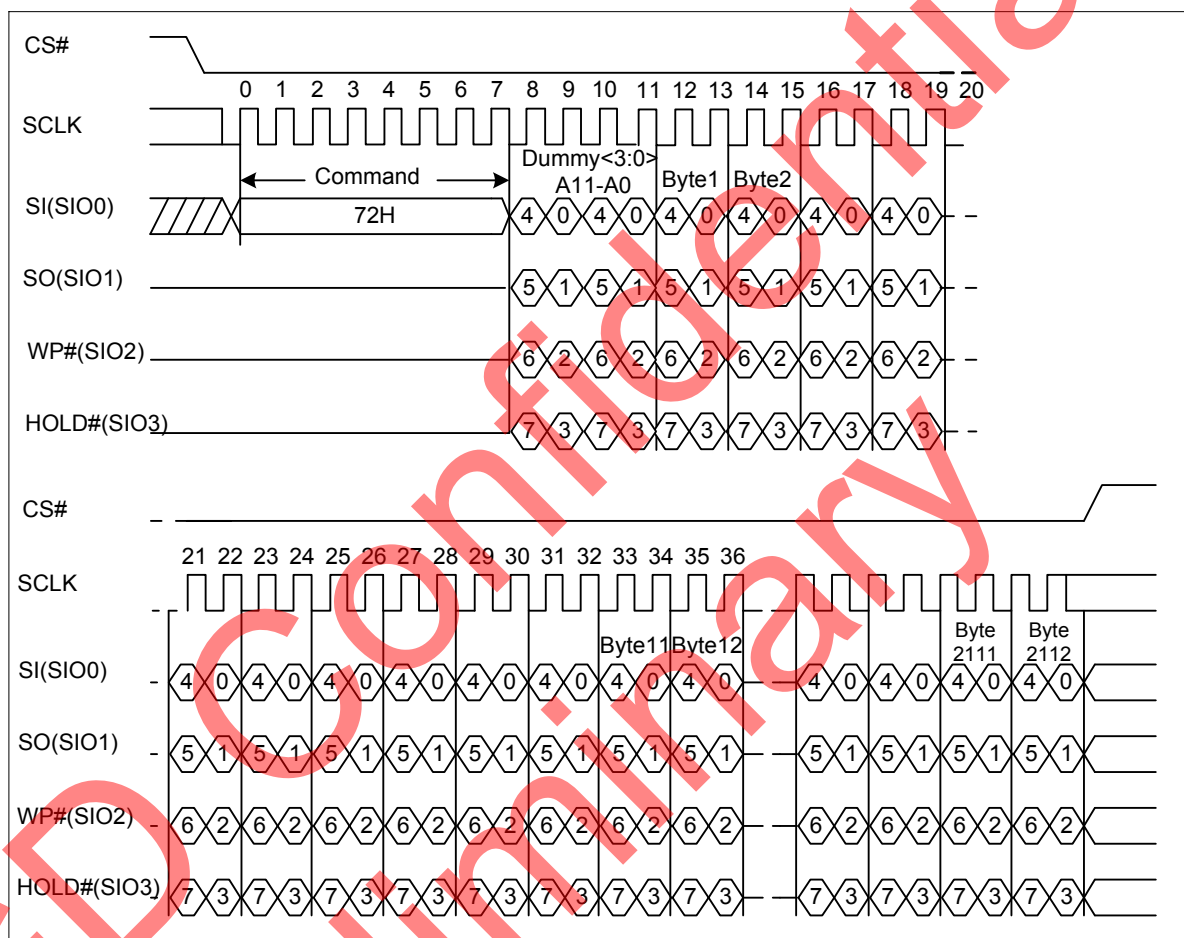 CS#
0 1 2 3 4 5 6 7 8 9 10 11 12 13 14 15 16 17 18 19 20
SCLK
Dummy<3:0>
Command A11-A0 Byte1 Byte2
SI(SIO0) 72H 4 0 4 0 4 0 4 0 4 0 4 0
SO(SIO1) 5 1 5 1 5 1 5 1 5 1 5 1
WP#(SIO2) 6 2 6 2 6 2 6 2 6 2 6 2
HOLD#(SIO3) 7 3 7 3 7 3 7 3 7 3 7 3
CS#
21 22 23 24 25 26 27 28 29 30 31 32 33 34 35 36
SCLK
Byte11 Byte12 Byte 2111 Byte 2112
SI(SIO0) 4 0 4 0 4 0 4 0 4 0 4 0 4 0 4 0 4 0 4 0 4 0 4 0
SO(SIO1) 5 1 5 1 5 1 5 1 5 1 5 1 5 1 5 1 5 1 5 1 5 1 5 1
WP#(SIO2) 6 2 6 2 6 2 6 2 6 2 6 2 6 2 6 2 6 2 6 2 6 2 6 2
HOLD#(SIO3) 7 3 7 3 7 3 7 3 7 3 7 3 7 3 7 3 7 3 7 3 7 3 7 3